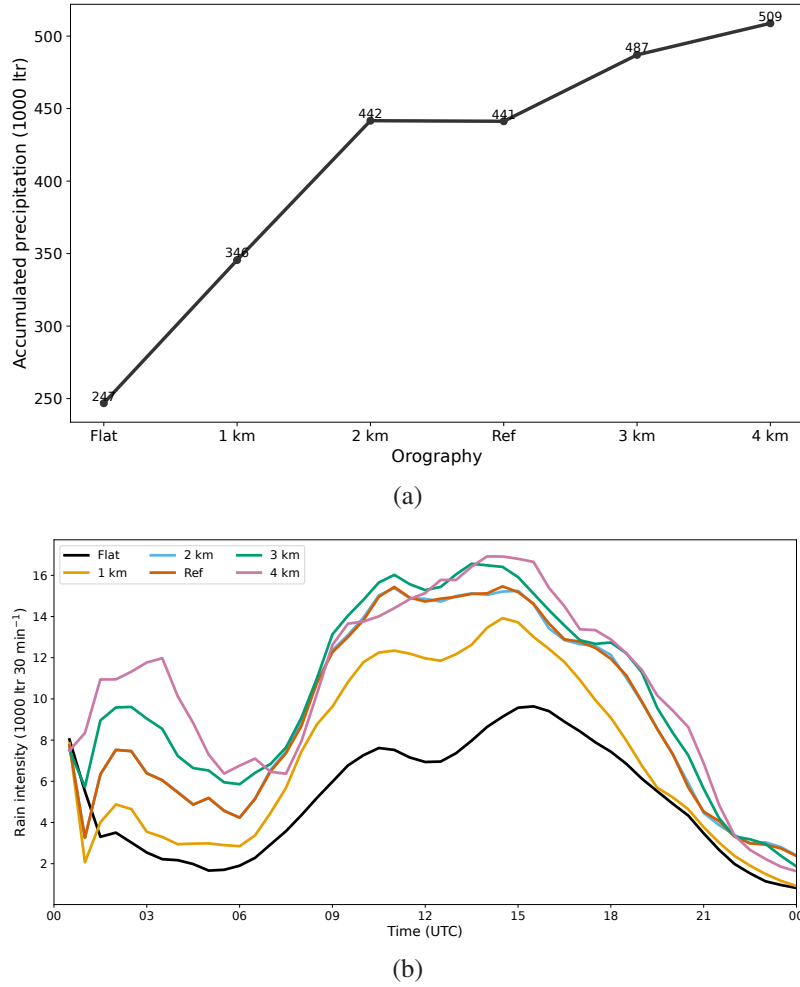 500
450
400
350
300
250
Accumulated precipitation (1000 ltr)
247
346
442
441
487
509
Flat 1 km 2 km Ref 3 km 4 km
Orography
(a)
Flat 2 km 3 km
1 km Ref 4 km
16
14
12
10
8
6
4
2
Rain intensity (1000 ltr 30 min⁻¹)
00 03 06 09 12 15 18 21 00
Time (UTC)
(b)